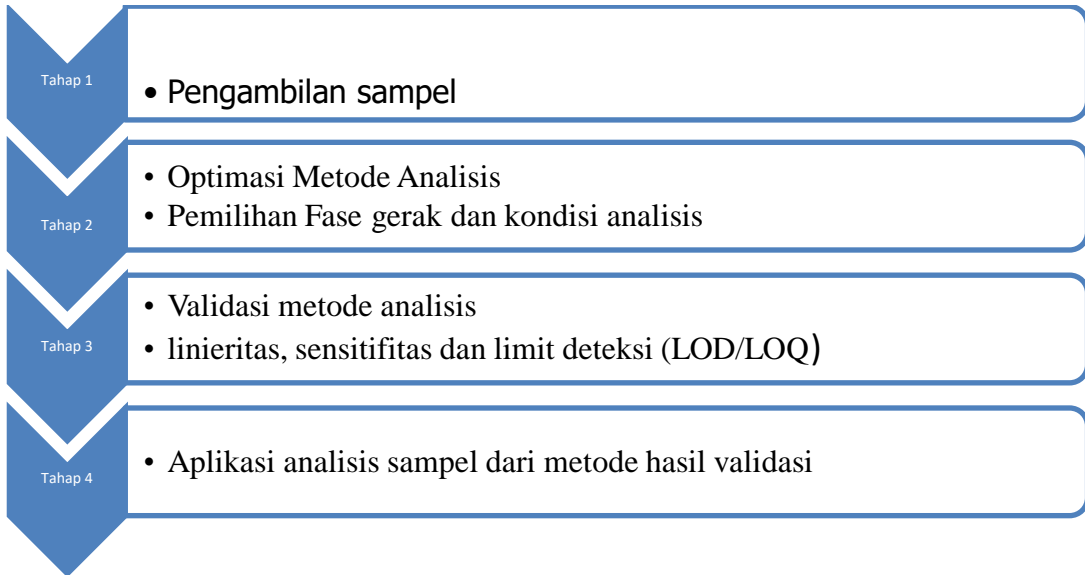 Tahap 1
• Pengambilan sampel
Tahap 2
• Optimasi Metode Analisis
• Pemilihan Fase gerak dan kondisi analisis
Tahap 3
• Validasi metode analisis
• linieritas, sensitifitas dan limit deteksi (LOD/LOQ)
Tahap 4
• Aplikasi analisis sampel dari metode hasil validasi